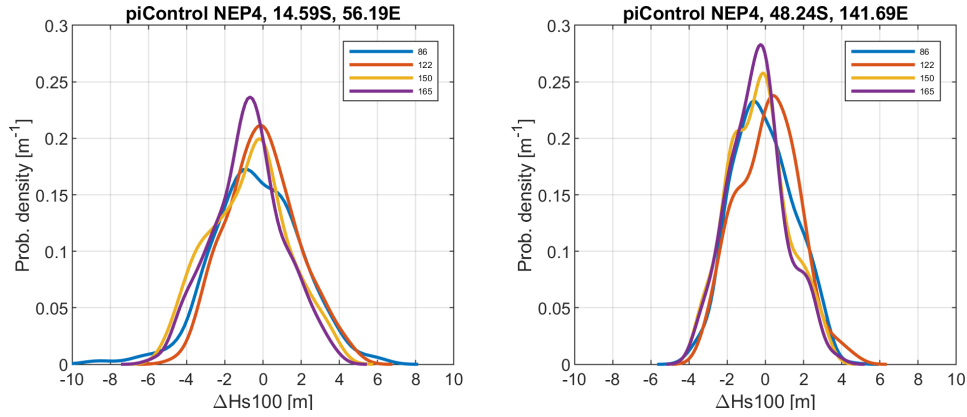 piControl NEP4, 14.59S, 56.19E
0.3
0.25
0.2
0.15
0.1
0.05
0
Prob. density [m-1]
-10 -8 -6 -4 -2 0 2 4 6 8 10
ΔHs100 [m]
86
122
150
165
piControl NEP4, 48.24S, 141.69E
0.3
0.25
0.2
0.15
0.1
0.05
0
Prob. density [m-1]
-10 -8 -6 -4 -2 0 2 4 6 8 10
ΔHs100 [m]
86
122
150
165